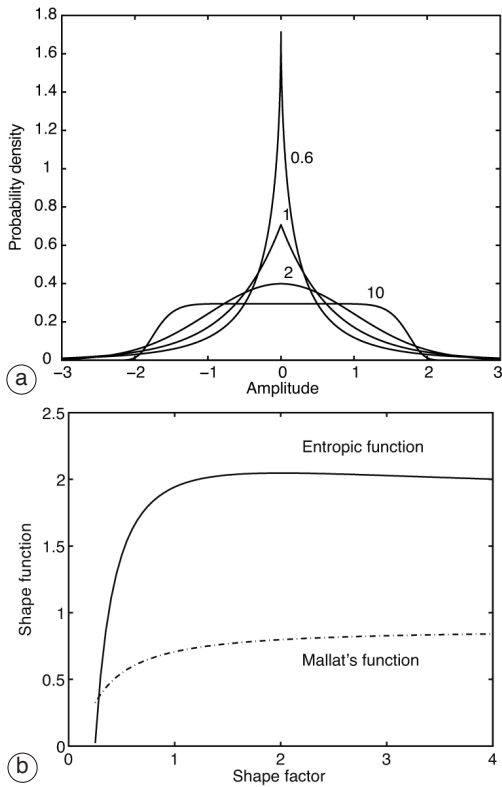 1.8
1.6
1.4
1.2
1
0.8
0.6
0.4
0.2
0
Probability density
0.6
1
2
10
−3 −2 −1 0 1 2 3
Amplitude
a
2.5
2
1.5
1
0.5
0
Shape function
Entropic function
Mallat's function
0 1 2 3 4
Shape factor
b